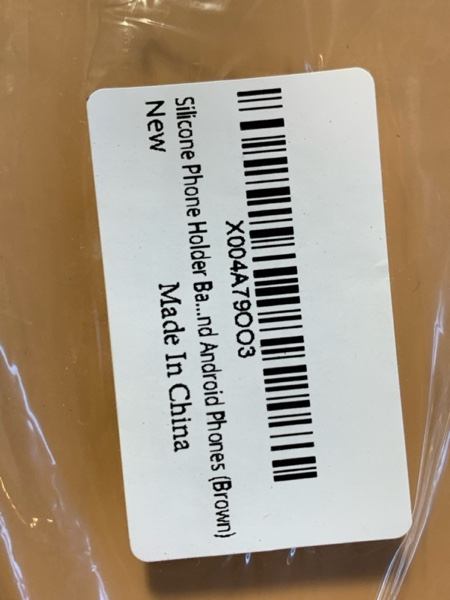 X004A79OO3
Silicone Phone Holder Ba...nd Android Phones (Brown)
New
Made In China